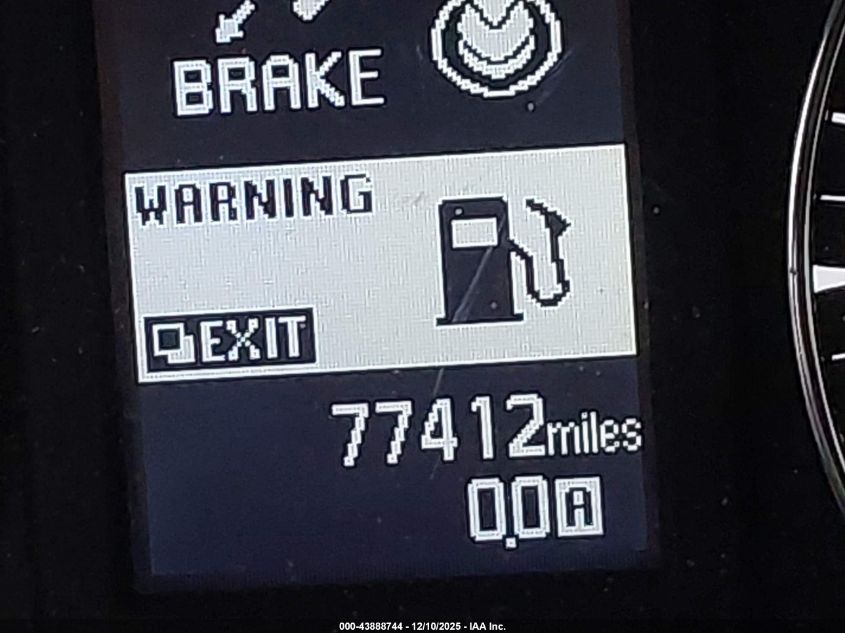 BRAKE
WARNING
EXIT
77412miles
0.0A
000-43888744 - 12/10/2025 - IAA Inc.